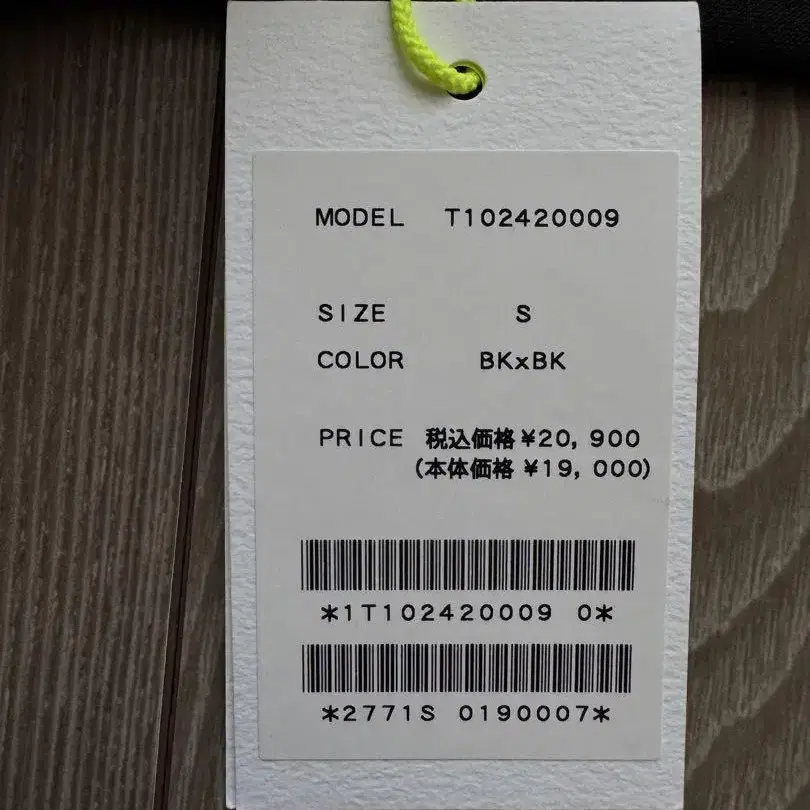 MODEL T102420009
SIZE S
COLOR BKxBK
PRICE 税込価格¥20,900
(本体価格 ¥19,000)
*1T102420009 0*
*2771S 0190007*